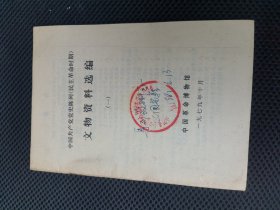 中国共产党党史陈列(民主革命时期)
文物资料选编
(一)
中国革命博物馆
一九七九年十月